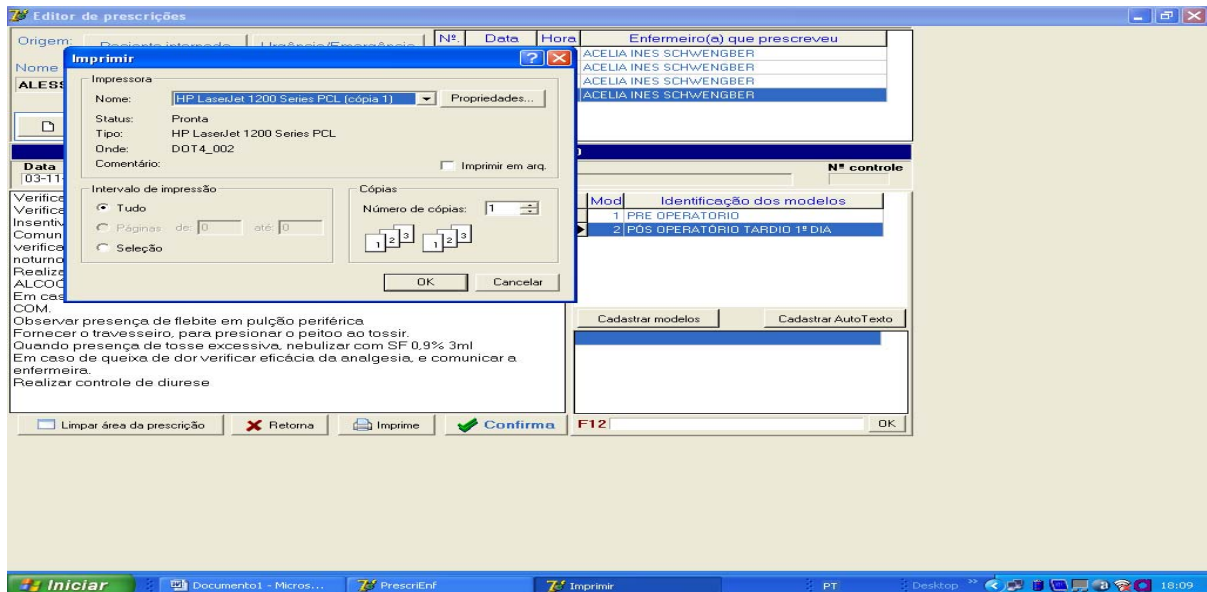 Editor de prescrições
Origem:
Nº. Data Hora Enfermeiro(a) que prescreveu
ACELIA INES SCHWENGBER
ACELIA INES SCHWENGBER
ACELIA INES SCHWENGBER
ACELIA INES SCHWENGBER
Nome
ALESS
Imprimir
Impressora
Nome: HP LaserJet 1200 Series PCL (cópia 1) Propriedades...
Status: Pronta
Tipo: HP LaserJet 1200 Series PCL
Onde: DOT4_002
Comentário:
Imprimir em arq.
Intervalo de impressão
Tudo
Páginas de: 0 até: 0
Seleção
Cópias
Número de cópias: 1
1 2 3 1 2 3
OK Cancelar
Data
03-11-
Nº controle
Mod Identificação dos modelos
1 PRE OPERATORIO
2 PÓS OPERATÓRIO TARDIO 1º DIA
Verifica
Verifica
Insentiv
Comun
verifica
noturno
Realiza
ALCOO
Em cas
COM.
Observar presença de flebite em pulção periférica
Fornecer o travesseiro, para presionar o peitoo ao tossir.
Quando presença de tosse excessiva, nebulizar com SF 0,9% 3ml
Em caso de queixa de dor verificar eficácia da analgesia, e comunicar a
enfermeira.
Realizar controle de diurese
Cadastrar modelos Cadastrar AutoTexto
Limpar área da prescrição Retorna Imprime Confirma F12 OK
Iniciar Documento1 - Micros... PrescriEnf Imprimir PT Desktop 18:09